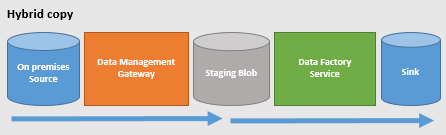 Hybrid copy
On premises
Source
Data Management
Gateway
Staging Blob
Data Factory
Service
Sink